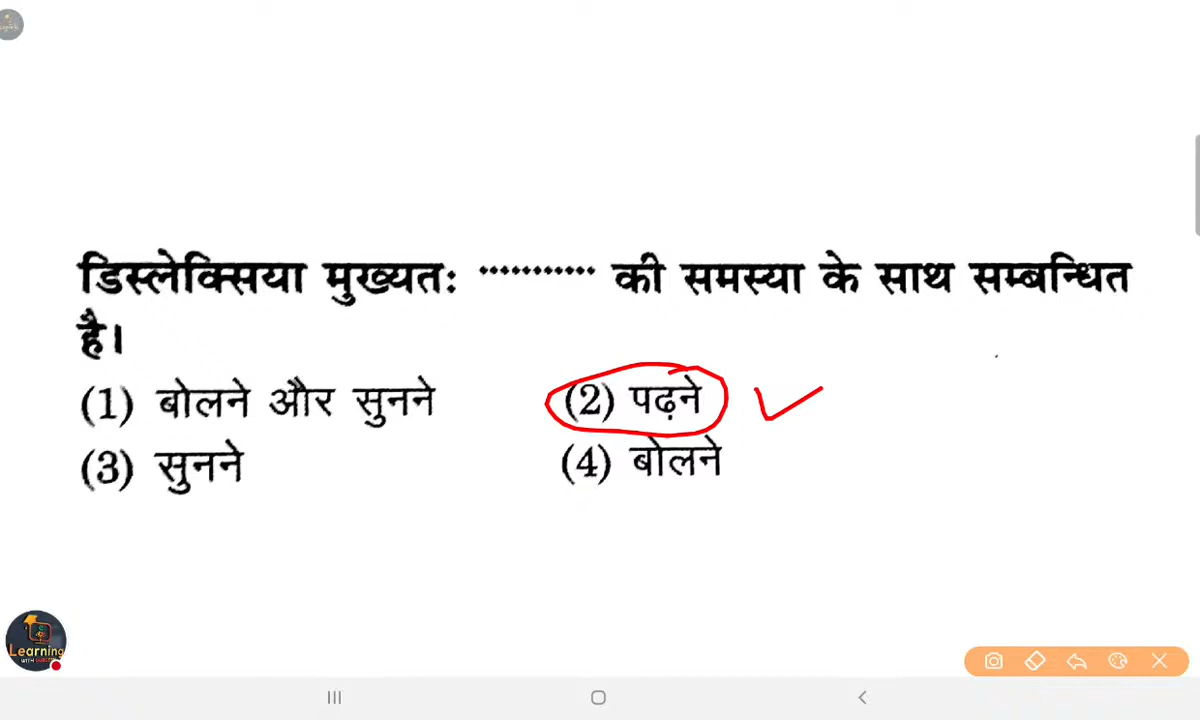 डिस्लेक्सिया मुख्यतः ........... की समस्या के साथ सम्बन्धित
है।
(1) बोलने और सुनने (2) पढ़ने
(3) सुनने (4) बोलने
Learning